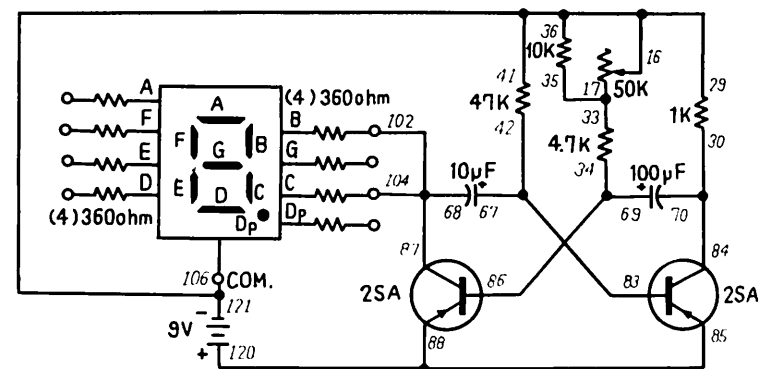 36
10K
16
A
41
35
17
50K
29
A
(4)360ohm
47K
33
1K
F
B
102
42
30
F
B
G
4.7K
E
G
10μF
34
100μF
D
E
D
C
C
104
68
67
69
70
(4)360ohm
Dp
Dp
87
84
106
COM.
86
83
2SA
2SA
121
-
9V
+
120
88
85